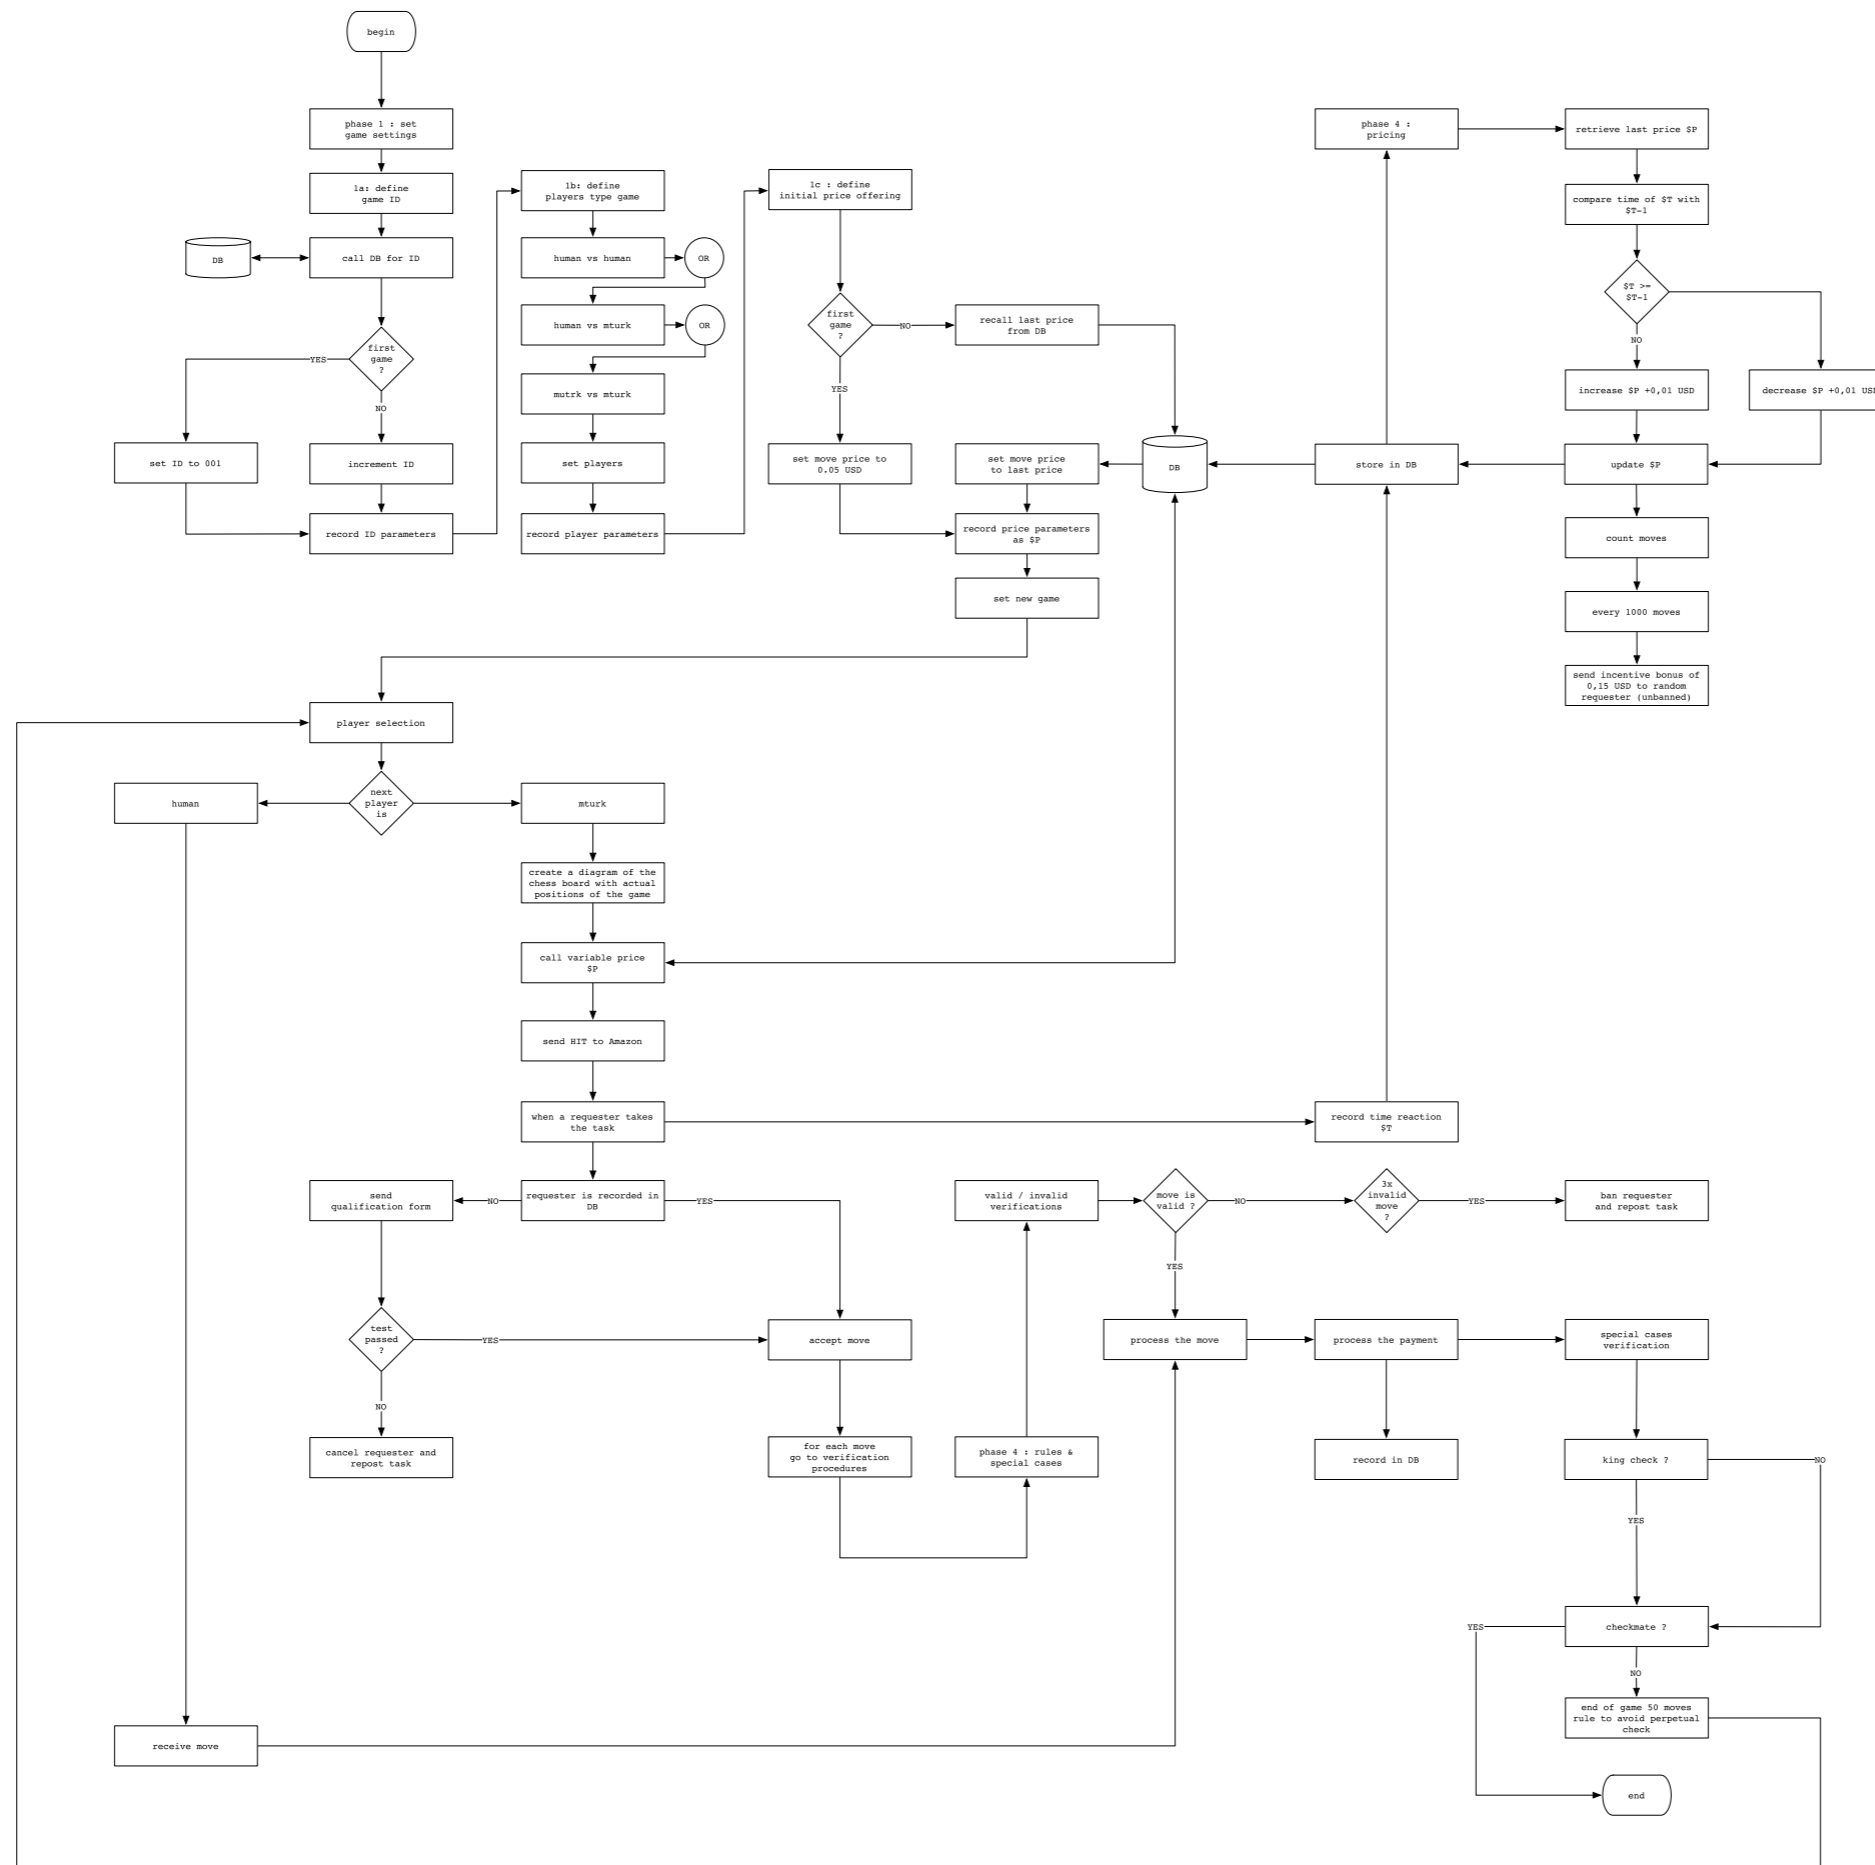 begin
phase 1 : set
game settings
1a: define
game ID
DB
call DB for ID
first
game
?
YES
NO
set ID to 001
increment ID
record ID parameters
1b: define
players type game
human vs human
OR
human vs mturk
OR
mutrk vs mturk
set players
record player parameters
1c : define
initial price offering
first
game
?
NO
YES
recall last price
from DB
set move price to
0.05 USD
set move price
to last price
DB
record price parameters
as $P
set new game
phase 4 :
pricing
retrieve last price $P
compare time of $T with
$T-1
$T >=
$T-1
NO
increase $P +0,01 USD
decrease $P +0,01 USD
store in DB
update $P
count moves
every 1000 moves
send incentive bonus of
0,15 USD to random
requester (unbanned)
player selection
next
player
is
human
mturk
create a diagram of the
chess board with actual
positions of the game
call variable price
$P
send HIT to Amazon
when a requester takes
the task
record time reaction
$T
requester is recorded in
DB
NO
YES
send
qualification form
test
passed
?
YES
NO
cancel requester and
repost task
accept move
for each move
go to verification
procedures
phase 4 : rules &
special cases
valid / invalid
verifications
move is
valid ?
NO
YES
3x
invalid
move
?
YES
ban requester
and repost task
process the move
process the payment
special cases
verification
record in DB
king check ?
NO
YES
checkmate ?
YES
NO
end of game 50 moves
rule to avoid perpetual
check
receive move
end